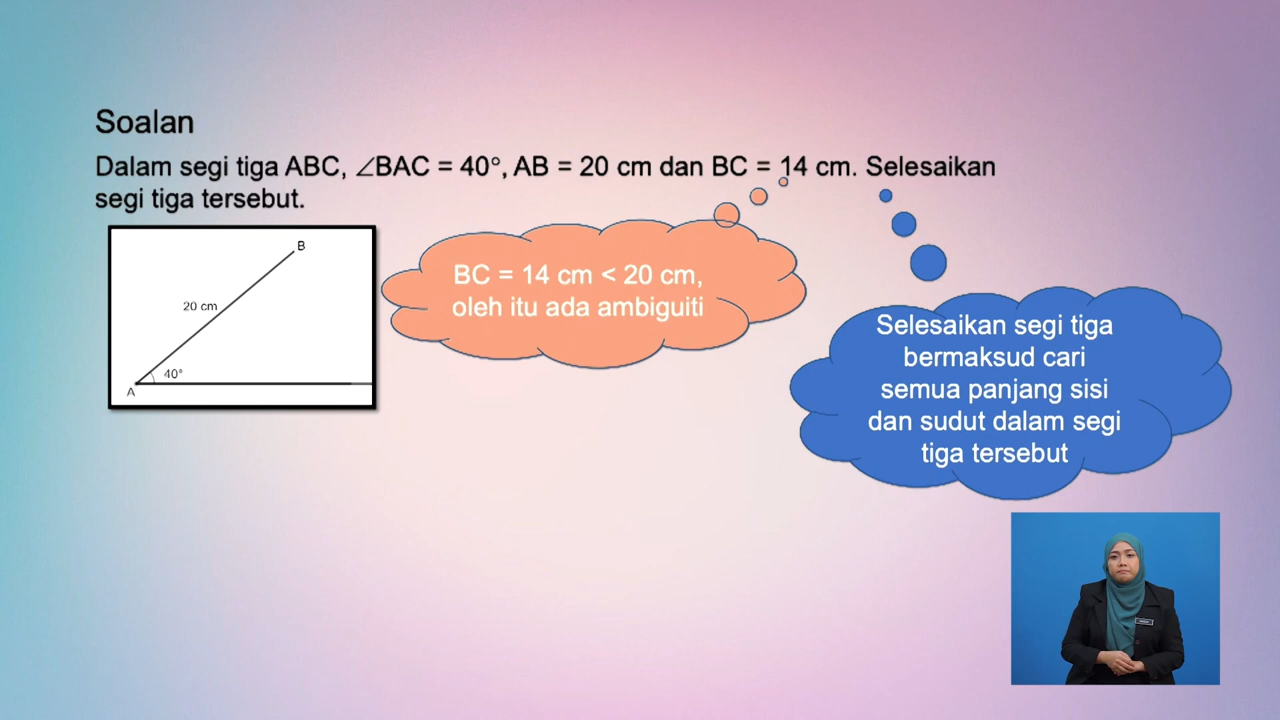 Soalan
Dalam segi tiga ABC, ∠BAC = 40°, AB = 20 cm dan BC = 14 cm. Selesaikan
segi tiga tersebut.
B
20 cm
40°
A
BC = 14 cm < 20 cm,
oleh itu ada ambiguiti
Selesaikan segi tiga
bermaksud cari
semua panjang sisi
dan sudut dalam segi
tiga tersebut